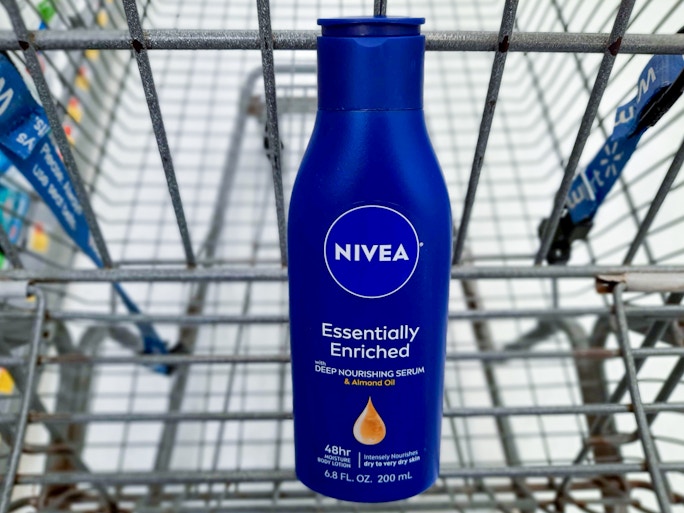 NIVEA
Essentially
Enriched
with
DEEP NOURISHING SERUM
& Almond Oil
48hr
MOISTURE
BODY LOTION
Intensely Nourishes
dry to very dry skin
6.8 FL. OZ. 200 mL